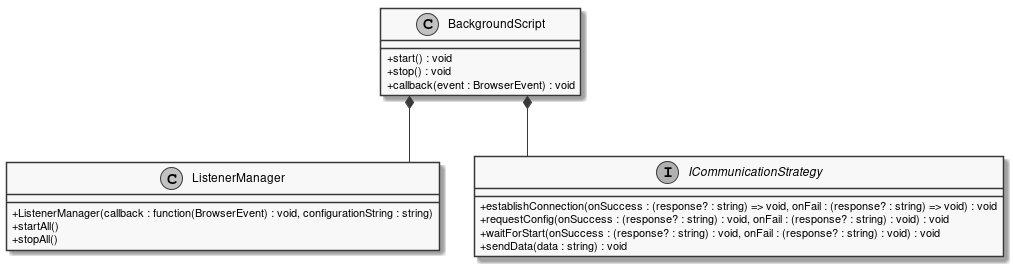 C BackgroundScript
+start() : void
+stop() : void
+callback(event : BrowserEvent) : void
C ListenerManager
+ListenerManager(callback : function(BrowserEvent) : void, configurationString : string)
+startAll()
+stopAll()
I ICommunicationStrategy
+establishConnection(onSuccess : (response? : string) => void, onFail : (response? : string) => void) : void
+requestConfig(onSuccess : (response? : string) : void, onFail : (response? : string) : void) : void
+waitForStart(onSuccess : (response? : string) : void, onFail : (response? : string) : void) : void
+sendData(data : string) : void